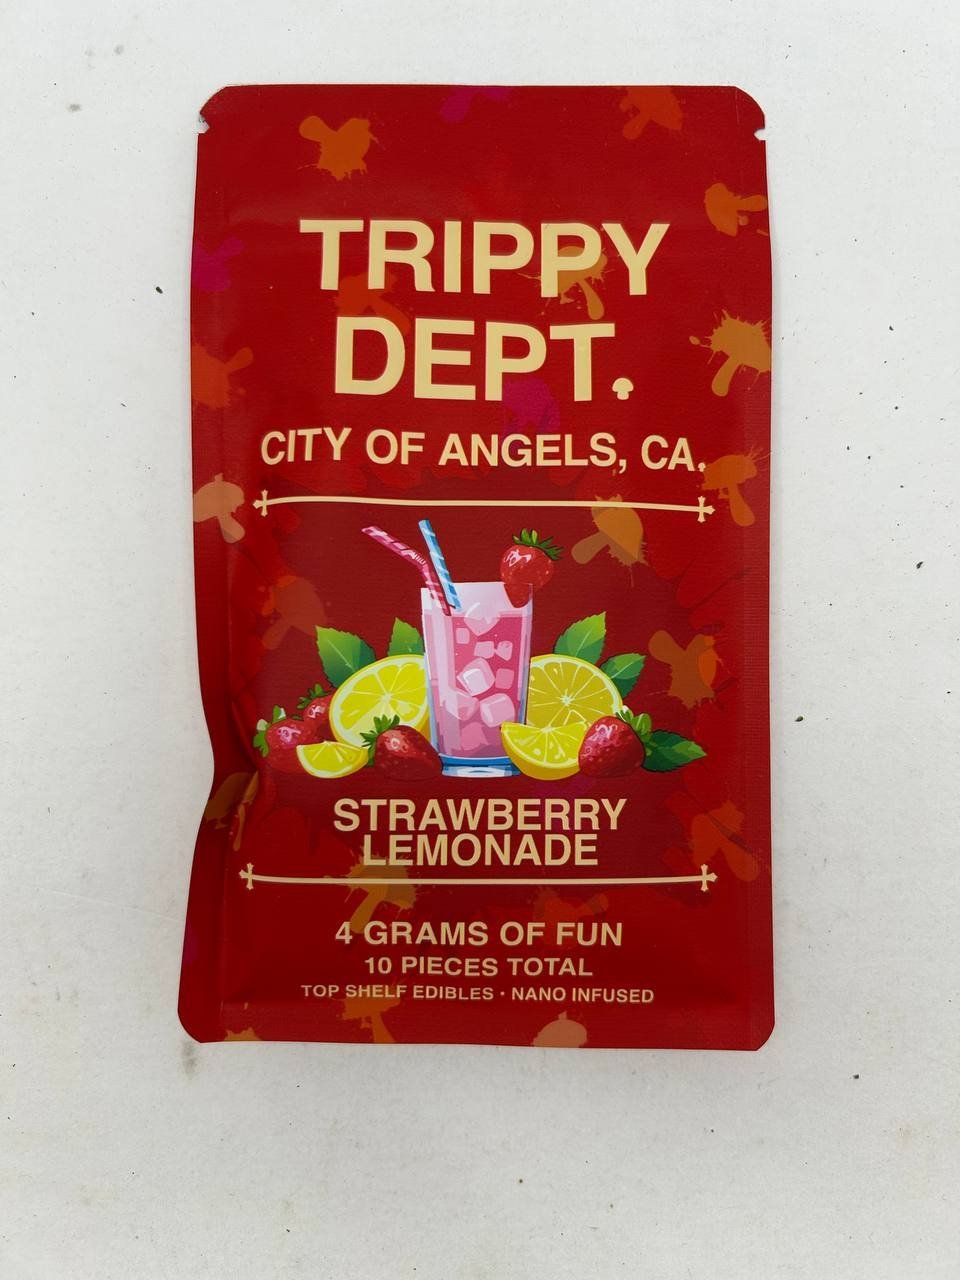 TRIPPY
DEPT.
CITY OF ANGELS, CA.
STRAWBERRY
LEMONADE
4 GRAMS OF FUN
10 PIECES TOTAL
TOP SHELF EDIBLES · NANO INFUSED